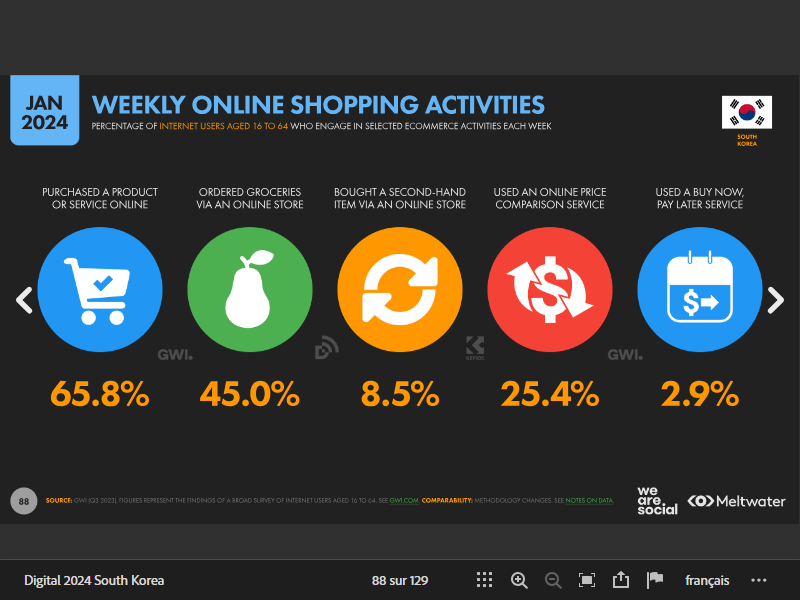 JAN
2024
WEEKLY ONLINE SHOPPING ACTIVITIES
PERCENTAGE OF INTERNET USERS AGED 16 TO 64 WHO ENGAGE IN SELECTED ECOMMERCE ACTIVITIES EACH WEEK
SOUTH
KOREA
PURCHASED A PRODUCT
OR SERVICE ONLINE
ORDERED GROCERIES
VIA AN ONLINE STORE
BOUGHT A SECOND-HAND
ITEM VIA AN ONLINE STORE
USED AN ONLINE PRICE
COMPARISON SERVICE
USED A BUY NOW,
PAY LATER SERVICE
$
$
GWI.
KEPIOS
GWI.
65.8%
45.0%
8.5%
25.4%
2.9%
88
SOURCE: GWI (Q3 2023). FIGURES REPRESENT THE FINDINGS OF A BROAD SURVEY OF INTERNET USERS AGED 16 TO 64. SEE GWI.COM. COMPARABILITY: METHODOLOGY CHANGES. SEE NOTES ON DATA.
we
are.
social
Meltwater
Digital 2024 South Korea
88 sur 129
français